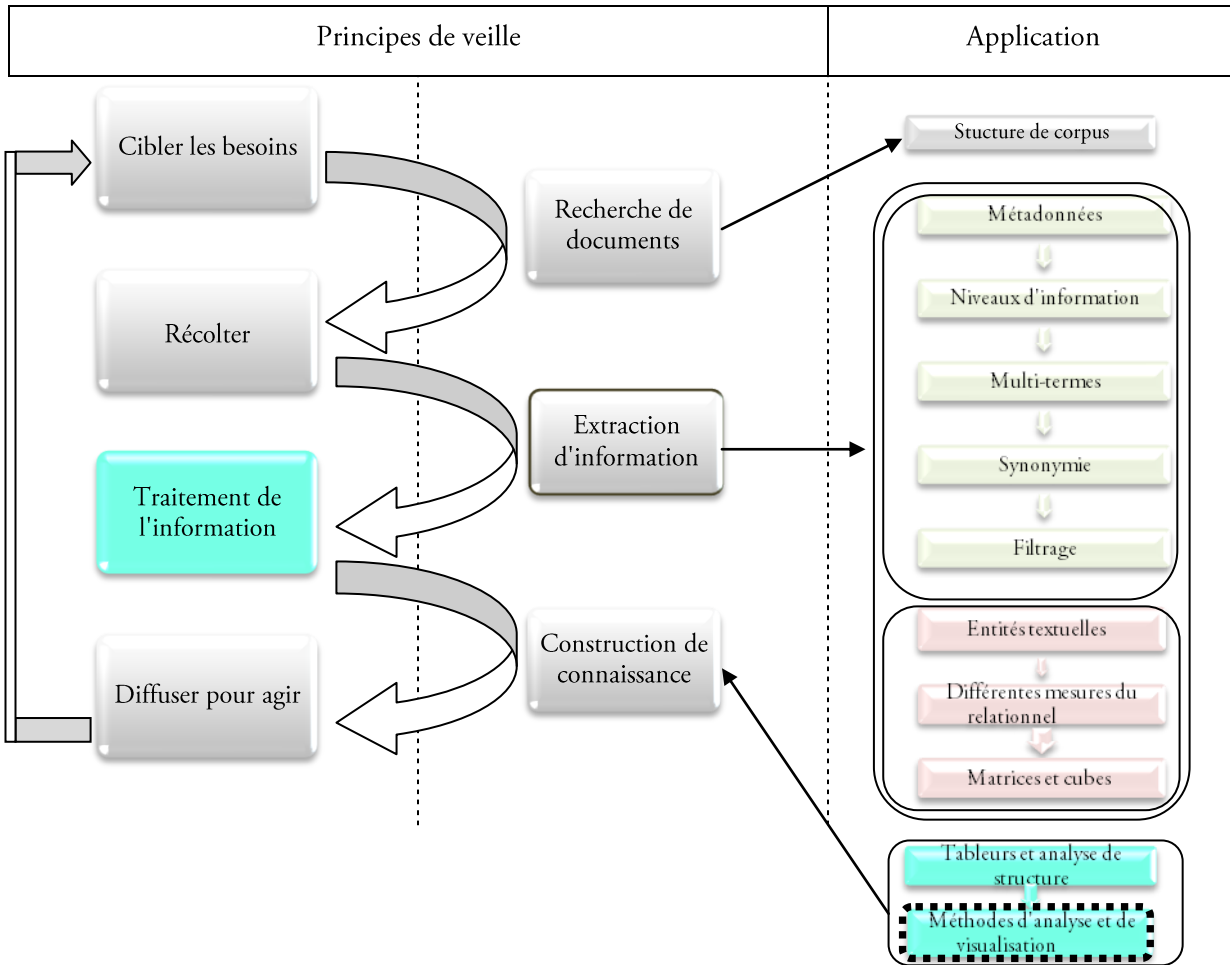 Principes de veille
Application
Cibler les besoins
Recherche de
documents
Récolter
Extraction
d'information
Traitement de
l'information
Construction de
connaissance
Diffuser pour agir
Stucture de corpus
Métadonnées
Niveaux d'information
Multi-termes
Synonymie
Filtrage
Entités textuelles
Différentes mesures du
relationnel
Matrices et cubes
Tableurs et analyse de
structure
Méthodes d'analyse et de
visualisation